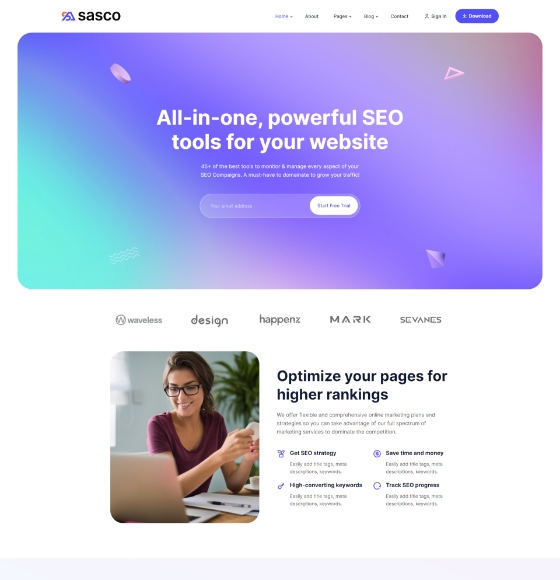 sasco
Home
About
Pages
Blog
Contact
Sign In
Download
All-in-one, powerful SEO
tools for your website
45+ of the best tools to monitor & manage every aspect of your
SEO Campaigns. A must-have to dominate to grow your traffic!
Your email address
Start Free Trial
waveless
design
happenz
MARK
SEVANES
Optimize your pages for
higher rankings
We offer flexible and comprehensive online marketing plans and
strategies so you can take advantage of our full spectrum of
marketing services to dominate the competition.
Get SEO strategy
Easily add title tags, meta
descriptions, keywords.
Save time and money
Easily add title tags, meta
descriptions, keywords.
High-converting keywords
Easily add title tags, meta
descriptions, keywords.
Track SEO progress
Easily add title tags, meta
descriptions, keywords.